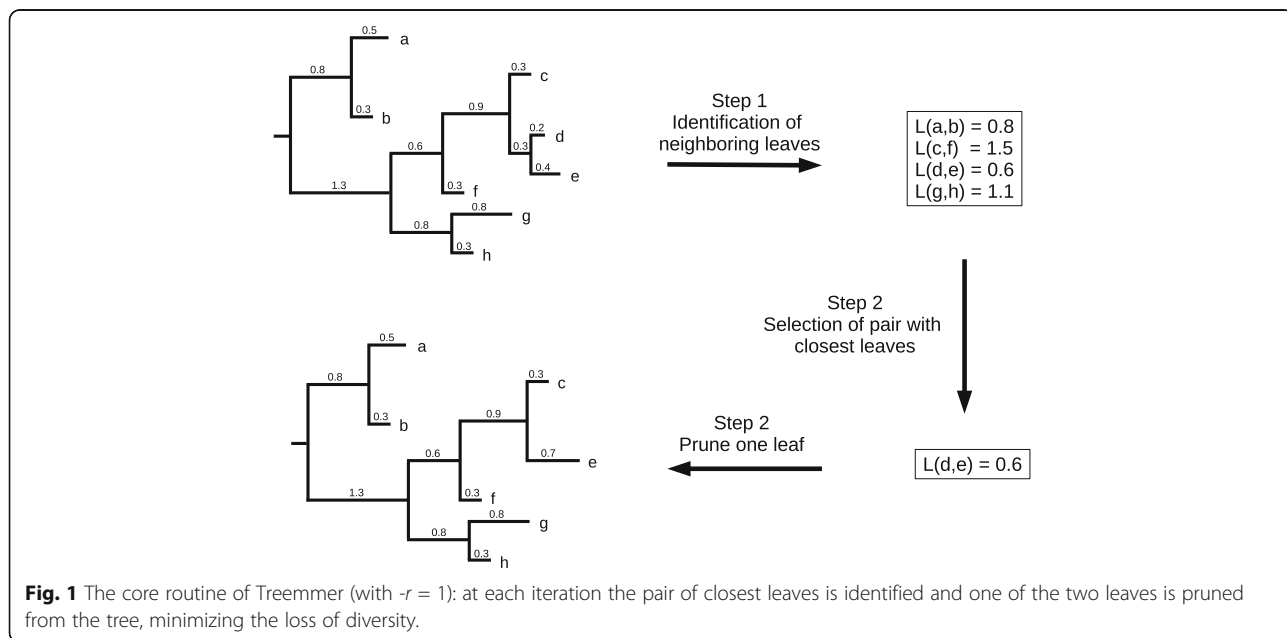 0.5
a
0.8
0.3
b
0.3
c
0.9
0.2
d
0.3
0.4
e
0.6
0.3
f
1.3
0.8
g
0.8
0.3
h
Step 1
Identification of
neighboring leaves
L(a,b) = 0.8
L(c,f) = 1.5
L(d,e) = 0.6
L(g,h) = 1.1
Step 2
Selection of pair with
closest leaves
L(d,e) = 0.6
Step 2
Prune one leaf
0.5
a
0.8
0.3
b
0.3
c
0.9
0.7
e
0.6
0.3
f
1.3
0.8
g
0.8
0.3
h
Fig. 1 The core routine of Treemmer (with -r = 1): at each iteration the pair of closest leaves is identified and one of the two leaves is pruned
from the tree, minimizing the loss of diversity.